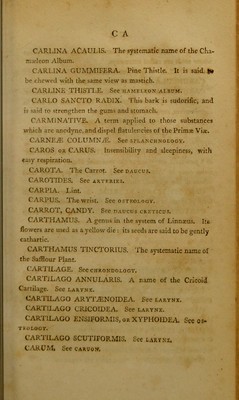 C A
CARLINA ACAULIS. The systematic name of the Cha-
mæleon Album.
CARLINA GUMMIFERA. Pine Thistle. It is said to
be chewed with the same view as mastich.
CARLINE THISTLE. See HAMELEON ALBUM.
CARLO SANCTO RADIX. This bark is sudorific, and
is said to strengthen the gums and stomach.
CARMINATIVE. A term applied to those substances
which are anodyne, and dispel flatulencies of the Primæ Viæ.
CARNEÆ COLUMNÆ. See SPLANCHNOLOGY.
CAROS or CARUS. Insensibility and sleepiness, with
easy respiration.
CAROTA. The Carrot. See DAUCUS.
CAROTIDES. See ARTERIES.
CARPIA. Lint.
CARPUS. The wrist. See OSTEOLOGY.
CARROT, CANDY. See DAUCUS CRETICUS.
CARTHAMUS. A genus in the system of Linnæus. Its
flowers are used as a yellow die; its seeds are said to be gently
cathartic.
CARTHAMUS TINCTORIUS. The systematic name of
the Safflour Plant.
CARTILAGE. See CHONDROLOGY.
CARTILAGO ANNULARIS. A name of the Cricoid
Cartilage. See LARYNX.
CARTILAGO ARYTÆNOIDEA. See LARYNX.
CARTILAGO CRICOIDEA. See LARYNX.
CARTILAGO ENSIFORMIS, or XYPHOIDEA. See OS-
TEOLOGY.
CARTILAGO SCUTIFORMIS. See LARYNX.
CARUM. See CARUON.